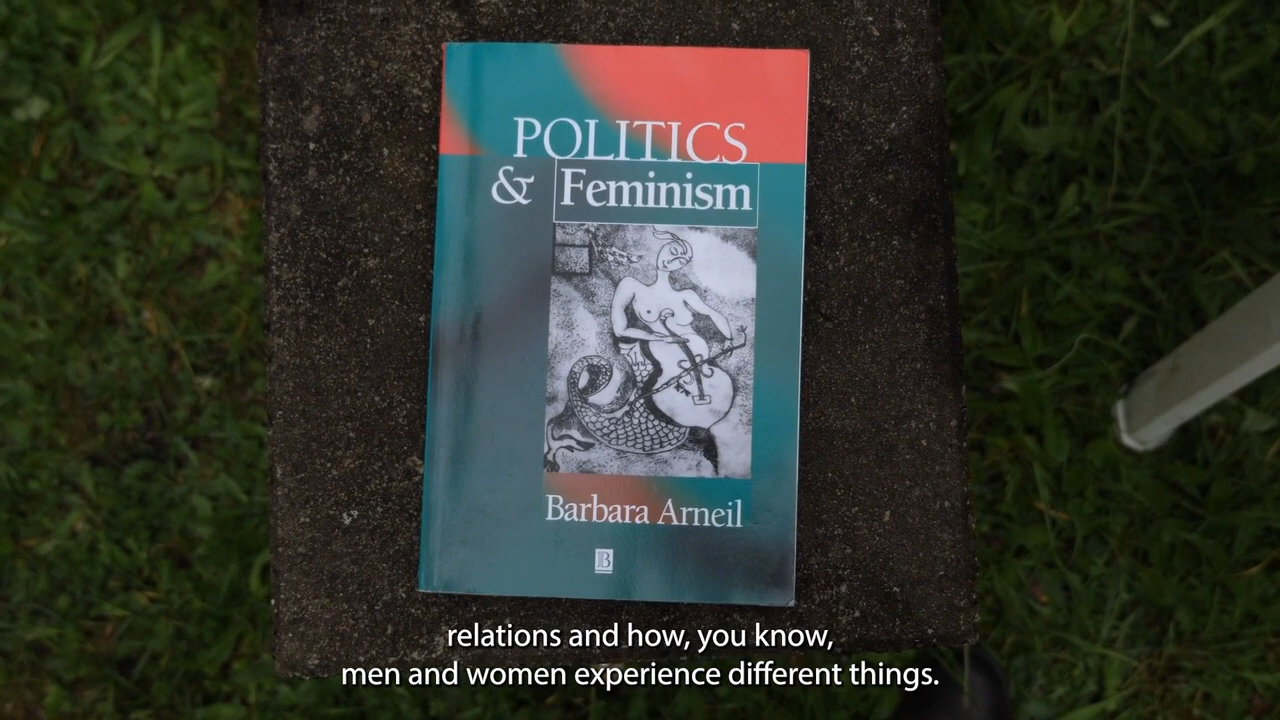 POLITICS
& Feminism
Barbara Arneil
B
relations and how, you know,
men and women experience different things.